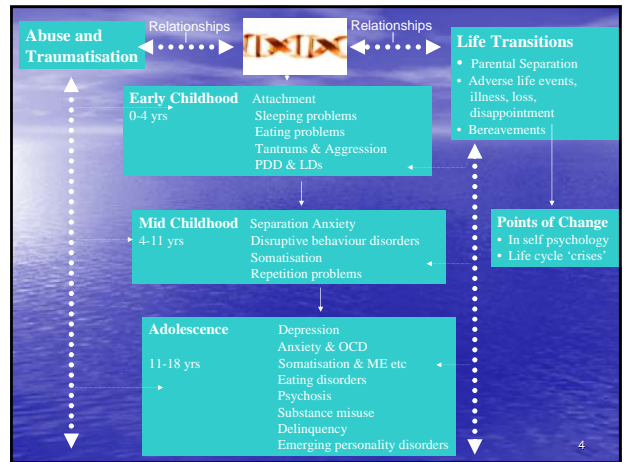 Abuse and
Traumatisation
Relationships
Relationships
Life Transitions
• Parental Separation
• Adverse life events,
illness, loss,
disappointment
• Bereavements
Early Childhood Attachment
0-4 yrs Sleeping problems
Eating problems
Tantrums & Aggression
PDD & LDs
Mid Childhood Separation Anxiety
4-11 yrs Disruptive behaviour disorders
Somatisation
Repetition problems
Points of Change
• In self psychology
• Life cycle ‘crises’
Adolescence Depression
Anxiety & OCD
11-18 yrs Somatisation & ME etc
Eating disorders
Psychosis
Substance misuse
Delinquency
Emerging personality disorders
4